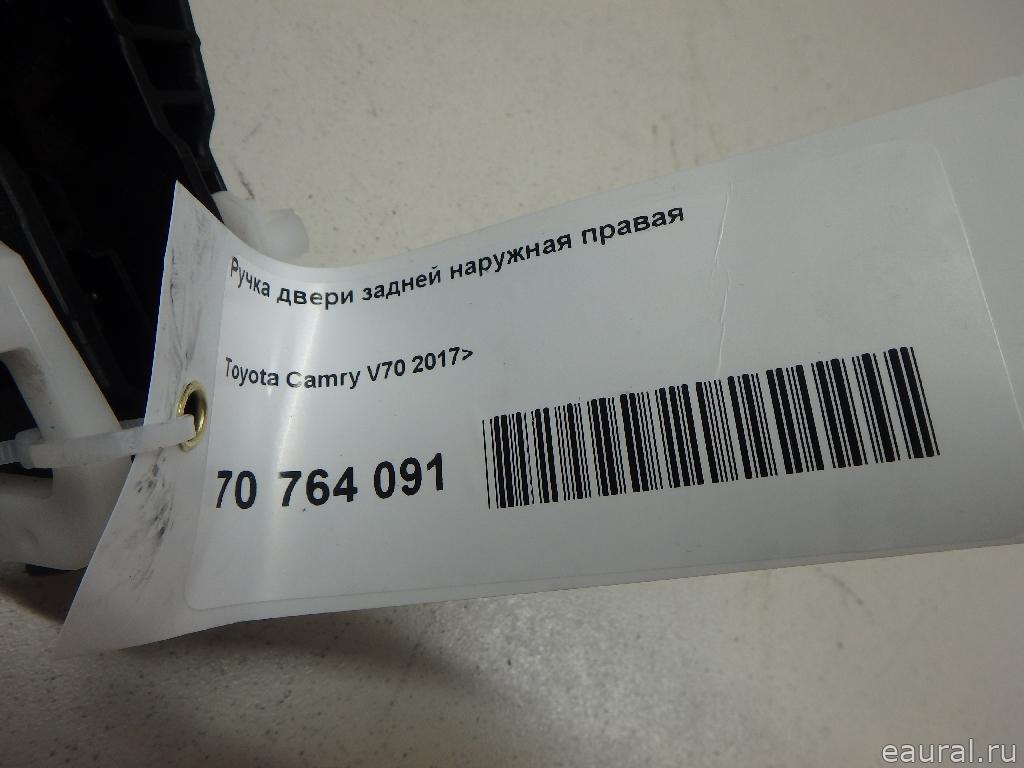 Ручка двери задней наружная правая
Toyota Camry V70 2017>
70 764 091
eaural.ru